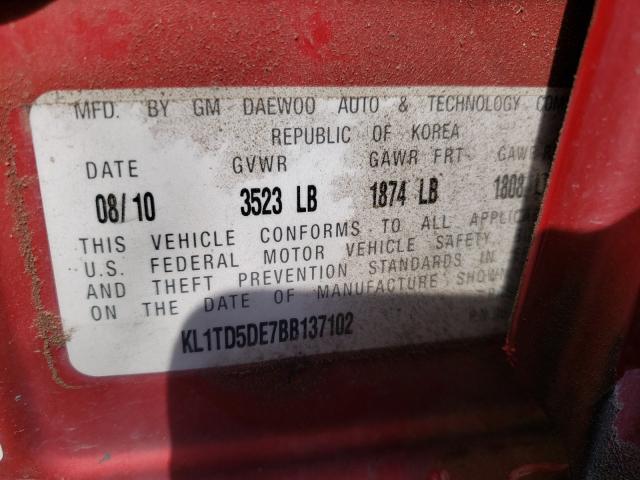 MFD. BY GM DAEWOO AUTO & TECHNOLOGY
REPUBLIC OF KOREA
DATE GVWR GAWR FRT
08/10 3523 LB 1874 LB 1808
THIS VEHICLE CONFORMS TO ALL
U.S. FEDERAL MOTOR VEHICLE SAFETY
AND THEFT PREVENTION STANDARDS IN
ON THE DATE OF MANUFACTURE SHOWN
KL1TD5DE7BB137102